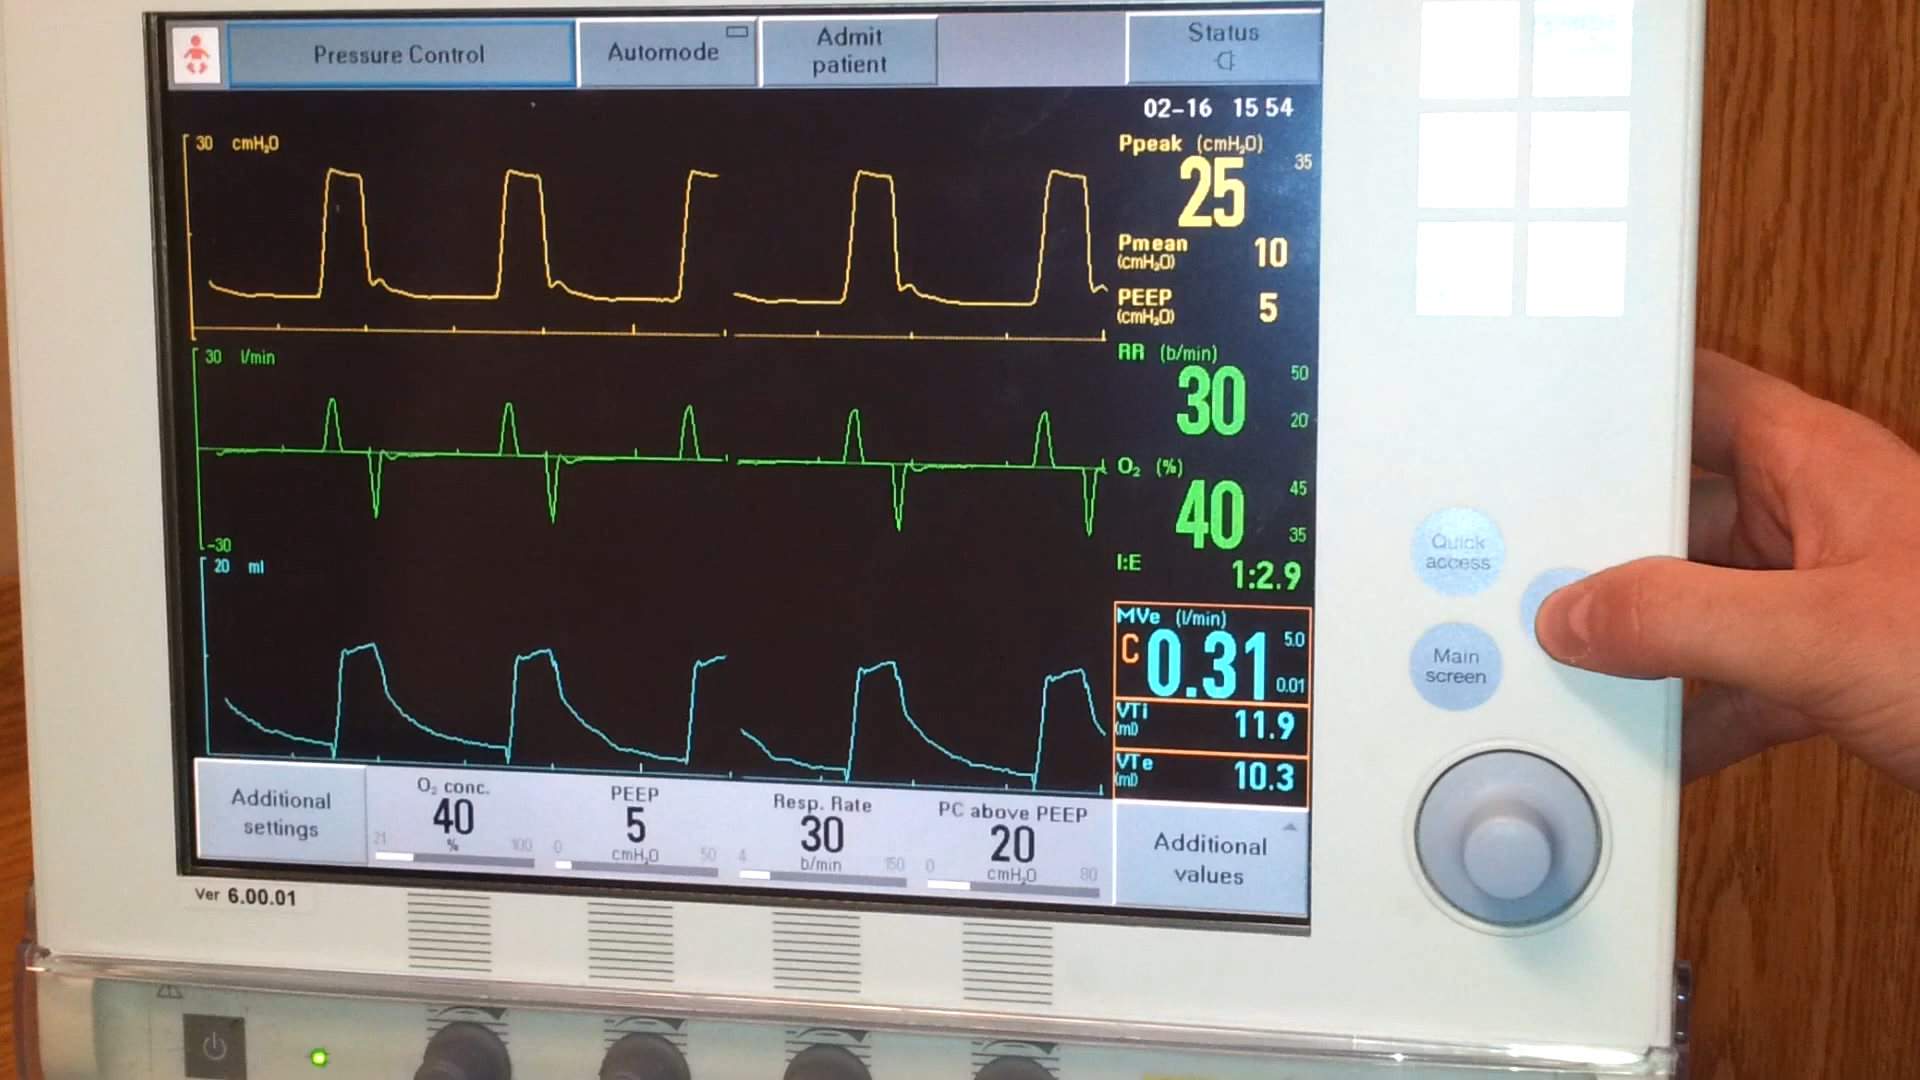 Pressure Control
Automode
Admit
patient
Status
02-16 15 54
30 cmH₂O
Ppeak (cmH₂O)
25
35
Pmean
(cmH₂O)
10
PEEP
(cmH₂O)
5
30 l/min
-30
RR (b/min)
30
50
20
O₂ (%)
40
45
35
I:E
1:2.9
20 ml
MVe (l/min)
C 0.31
5.0
0.01
VTi
(ml)
11.9
VTe
(ml)
10.3
Additional
settings
O₂ conc.
40
%
21
100
PEEP
5
cmH₂O
0
50
Resp. Rate
30
b/min
4
150
PC above PEEP
20
cmH₂O
0
80
Additional
values
Ver 6.00.01
Quick
access
Main
screen